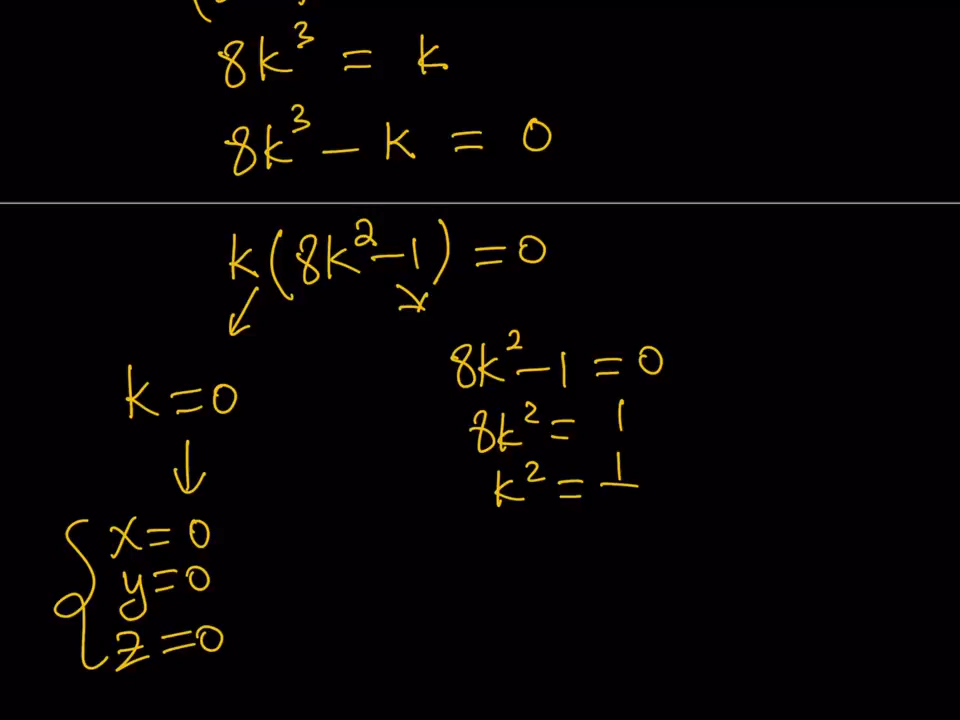 8k³ = k
8k³ − k = 0
k(8k²−1) = 0
k = 0
8k²−1 = 0
8k² = 1
k² = 1/
x = 0
y = 0
z = 0